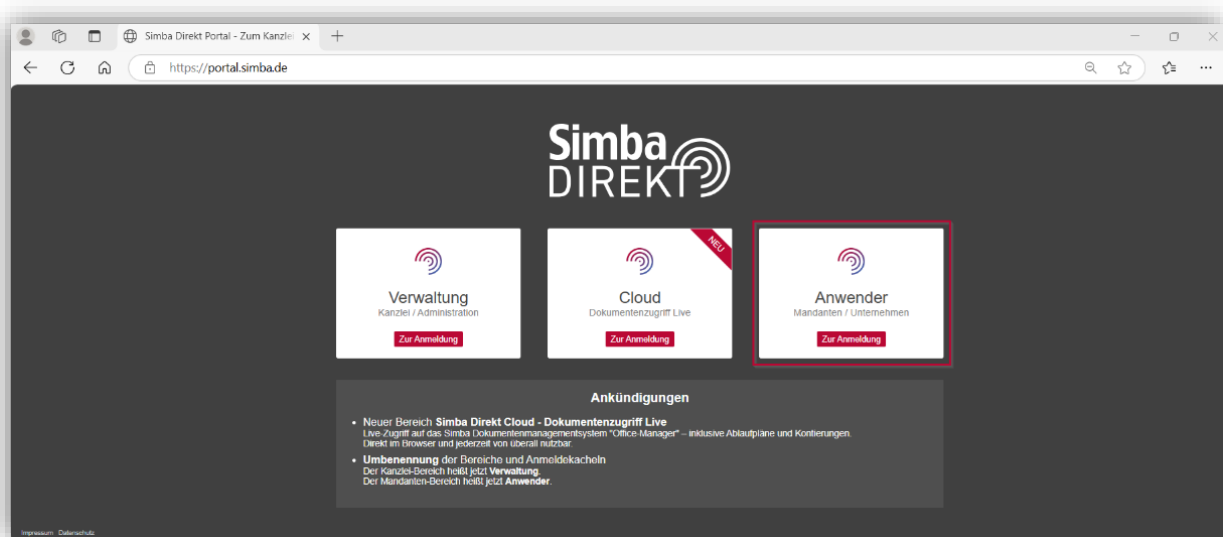 Simba Direkt Portal - Zum Kanzlei
https://portal.simba.de
Simba
DIREKT
NEU
Verwaltung
Kanzlei / Administration
Zur Anmeldung
Cloud
Dokumentenzugriff Live
Zur Anmeldung
Anwender
Mandanten / Unternehmen
Zur Anmeldung
Ankündigungen
• Neuer Bereich Simba Direkt Cloud - Dokumentenzugriff Live
Live-Zugriff auf das Simba Dokumentenmanagementsystem "Office-Manager" – inklusive Ablaufpläne und Kontierungen.
Direkt im Browser und jederzeit von überall nutzbar.
• Umbenennung der Bereiche und Anmeldekacheln
Der Kanzlei-Bereich heißt jetzt Verwaltung.
Der Mandanten-Bereich heißt jetzt Anwender.
Impressum Datenschutz